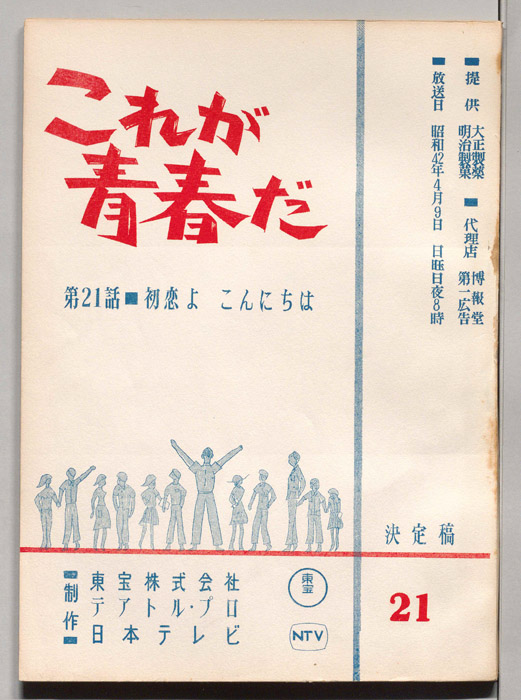 ■提供 大正製薬 明治製菓 ■代理店 博報堂 第一広告
■放送日 昭和42年4月9日 日曜日夜8時
これが
青春だ
第21話■初恋よ こんにちは
決定稿
21
■制作■
東宝株式会社
テアトル・プロ
日本テレビ
東宝
NTV